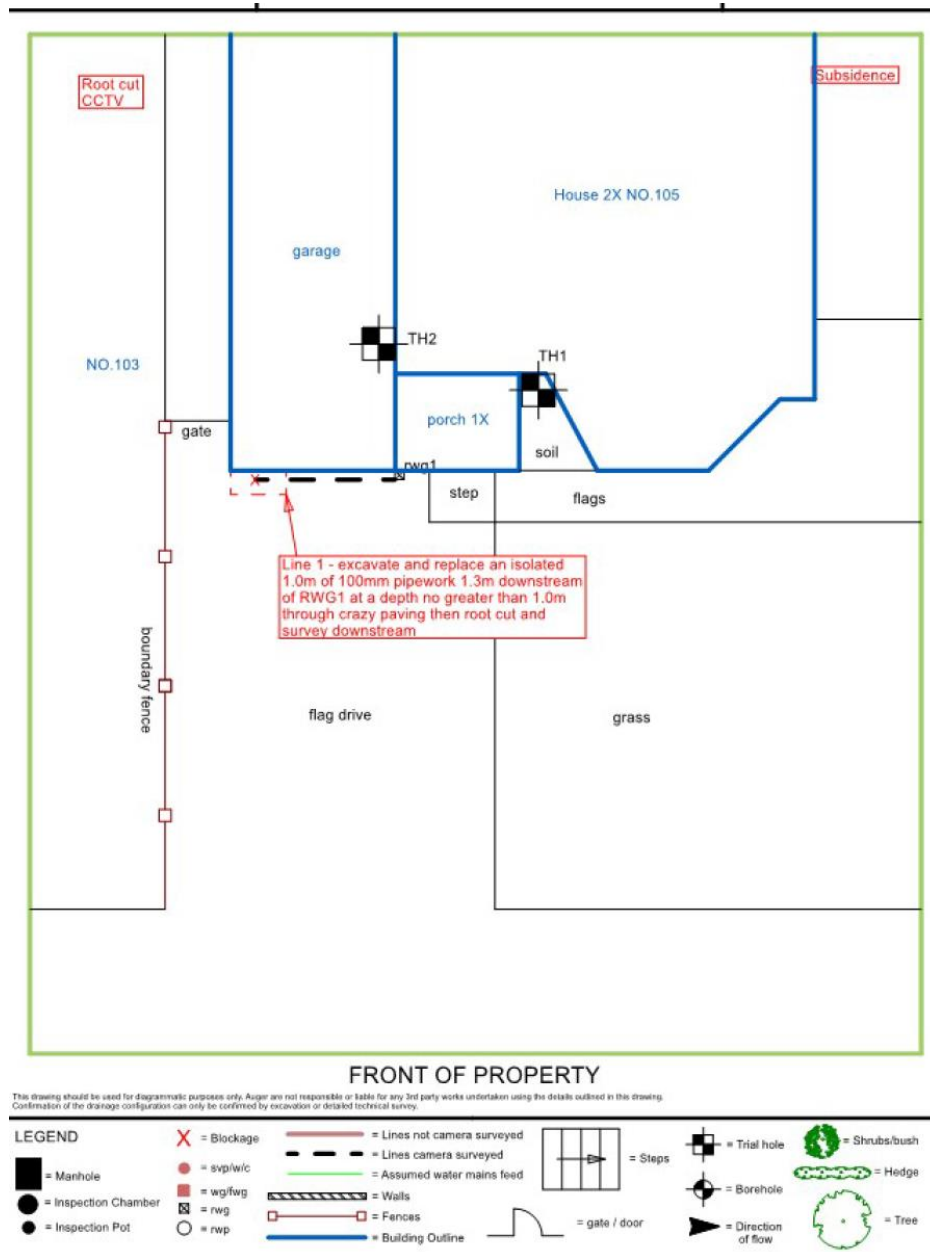 Root cut
CCTV
Subsidence
House 2X NO.105
garage
TH2
TH1
NO.103
porch 1X
gate
soil
rwg1
step
flags
Line 1 - excavate and replace an isolated
1.0m of 100mm pipework 1.3m downstream
of RWG1 at a depth no greater than 1.0m
through crazy paving then root cut and
survey downstream
boundary fence
flag drive
grass
FRONT OF PROPERTY
This drawing should be used for diagrammatic purposes only. Auger are not responsible or liable for any 3rd party works undertaken using the details outlined in this drawing.
Confirmation of the drainage configuration can only be confirmed by excavation or detailed technical survey.
LEGEND
= Manhole
= Inspection Chamber
= Inspection Pot
X = Blockage
= svp/w/c
= wg/fwg
= rwg
= rwp
= Lines not camera surveyed
= Lines camera surveyed
= Assumed water mains feed
= Walls
= Fences
= Building Outline
= Steps
= gate / door
= Trial hole
= Borehole
= Direction
of flow
= Shrubs/bush
= Hedge
= Tree